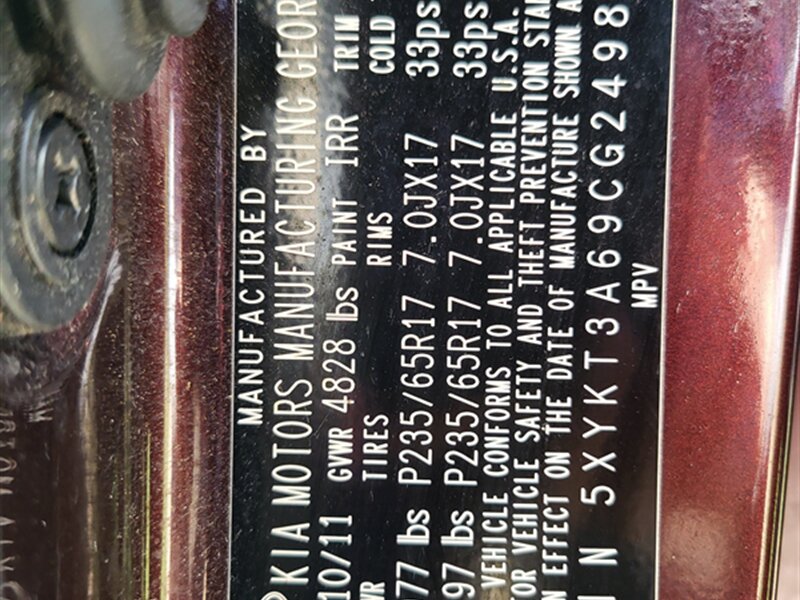 MANUFACTURED BY
KIA MOTORS MANUFACTURING GEOR
10/11 GVWR 4828 lbs PAINT IRR TRIM
WR TIRES RIMS COLD
77 lbs P235/65R17 7.0JX17 33ps
97 lbs P235/65R17 7.0JX17 33ps
VEHICLE CONFORMS TO ALL APPLICABLE U.S.A.
FOR VEHICLE SAFETY AND THEFT PREVENTION STAN
N EFFECT ON THE DATE OF MANUFACTURE SHOWN A
N 5XYKT3A69CG2498
MPV